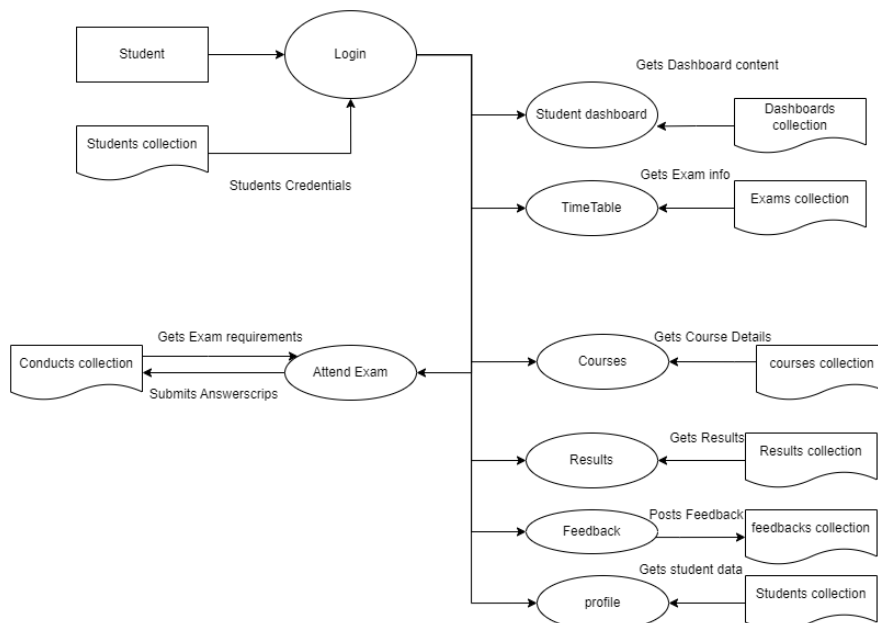 Student
Login
Gets Dashboard content
Student dashboard
Dashboards
collection
Students collection
Students Credentials
Gets Exam info
TimeTable
Exams collection
Gets Exam requirements
Conducts collection
Attend Exam
Submits Answerscrips
Gets Course Details
Courses
courses collection
Gets Results
Results
Results collection
Posts Feedback
Feedback
feedbacks collection
Gets student data
profile
Students collection